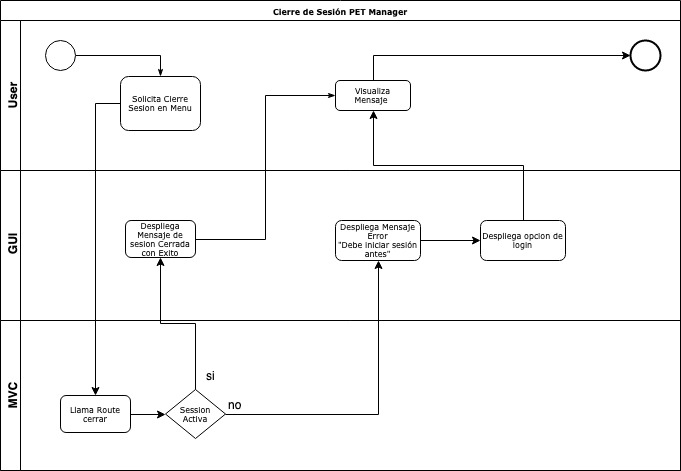 Cierre de Sesión PET Manager
User
Solicita Cierre
Sesion en Menu
Visualiza
Mensaje
GUI
Despliega
Mensaje de
sesion Cerrada
con Exito
Despliega Mensaje
Error
"Debe iniciar sesión
antes"
Despliega opcion de
login
MVC
si
Llama Route
cerrar
Session
Activa
no